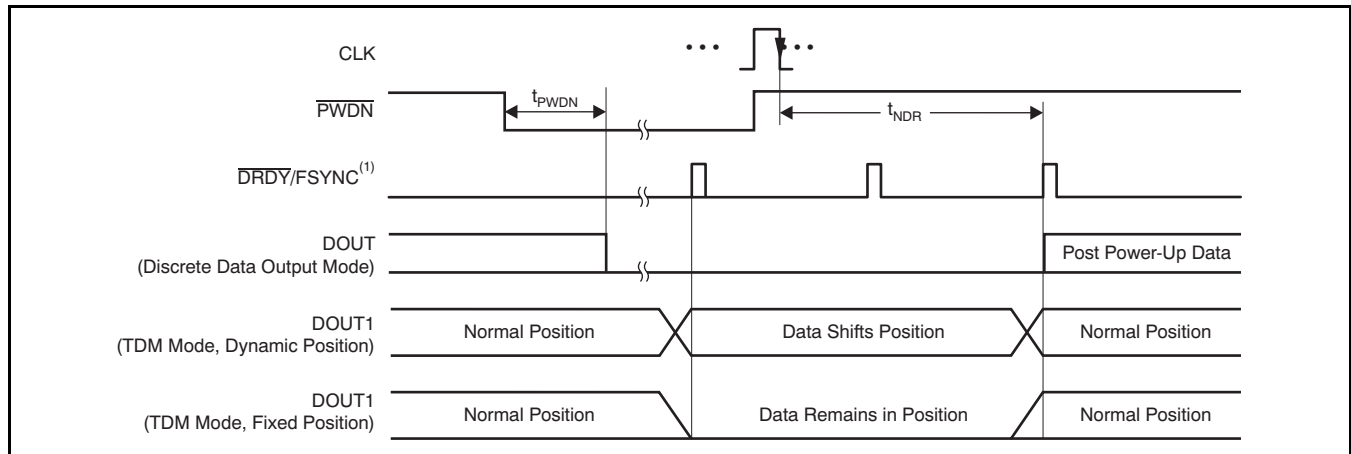 CLK
PWDN
tPWDN
tNDR
DRDY/FSYNC(1)
DOUT
(Discrete Data Output Mode)
Post Power-Up Data
DOUT1
(TDM Mode, Dynamic Position)
Normal Position
Data Shifts Position
Normal Position
DOUT1
(TDM Mode, Fixed Position)
Normal Position
Data Remains in Position
Normal Position